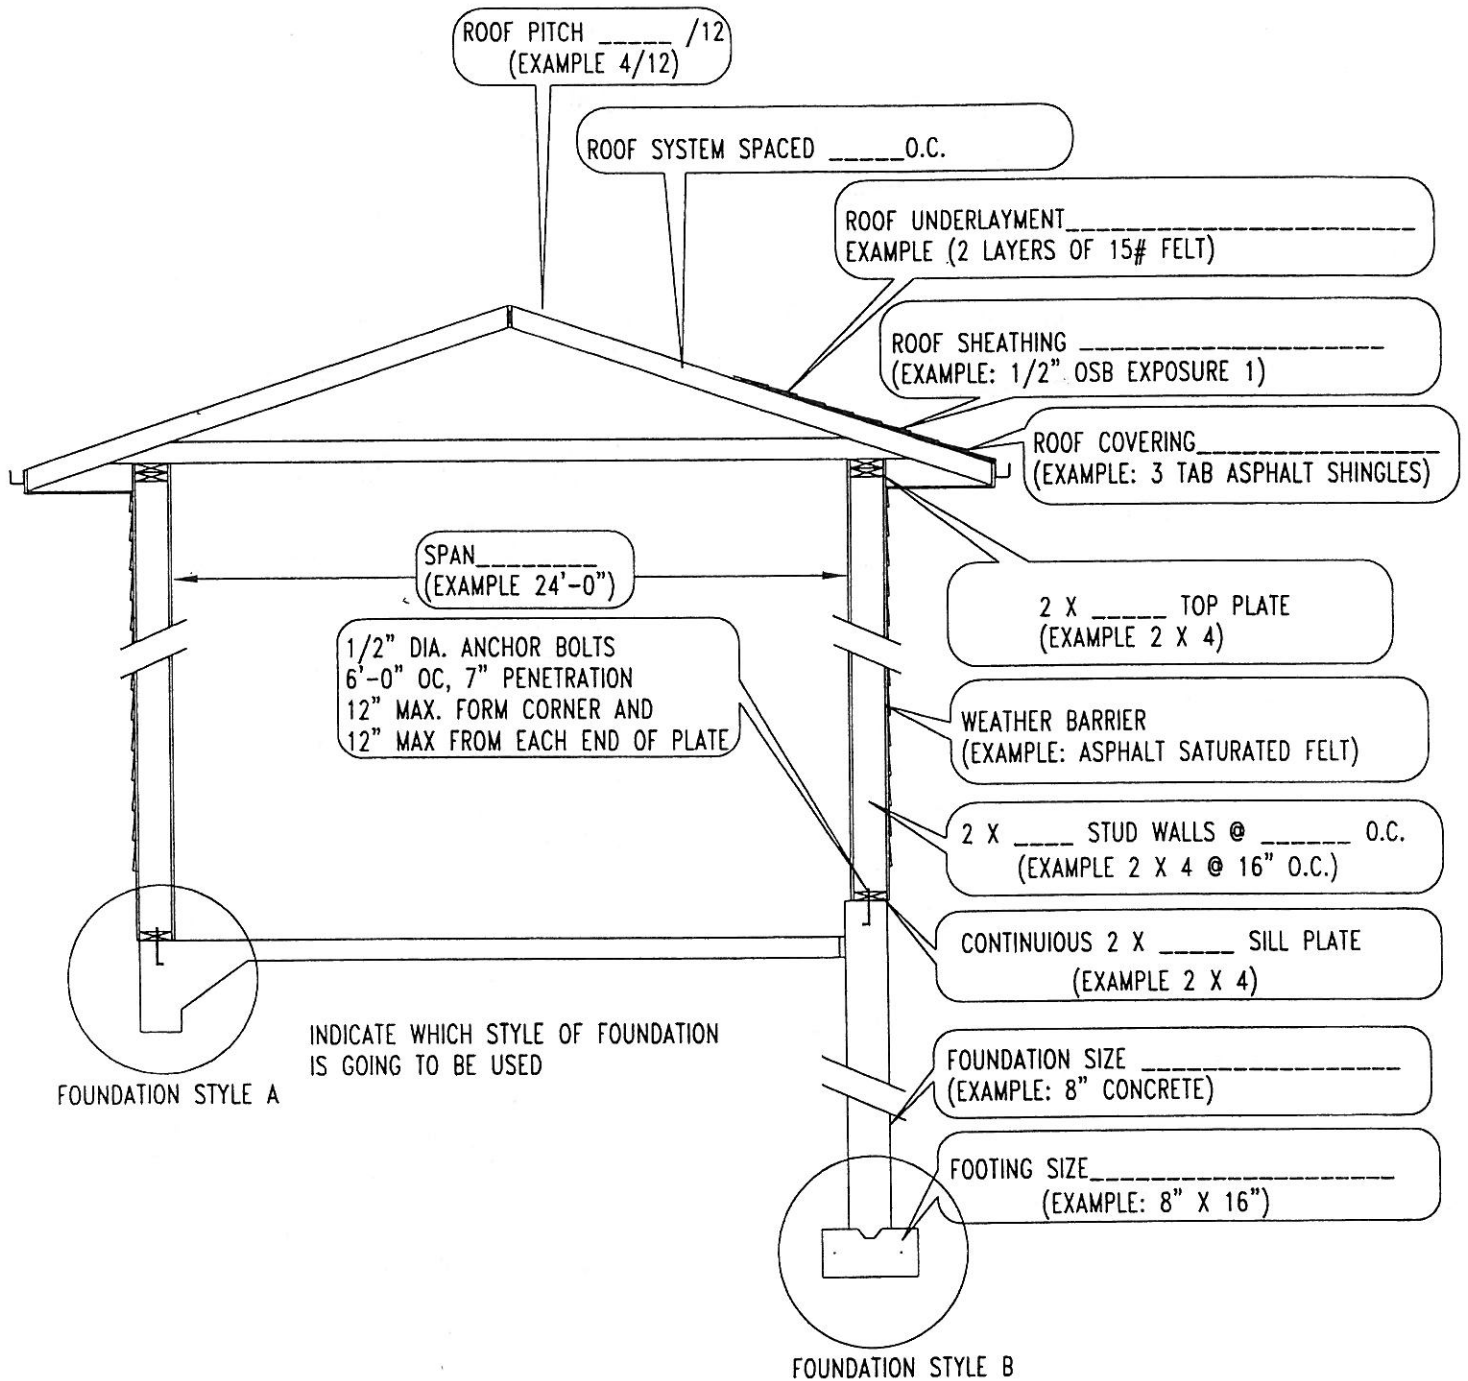 ROOF PITCH _____ /12
(EXAMPLE 4/12)
ROOF SYSTEM SPACED _____O.C.
ROOF UNDERLAYMENT_______________________
EXAMPLE (2 LAYERS OF 15# FELT)
ROOF SHEATHING ____________________
(EXAMPLE: 1/2" OSB EXPOSURE 1)
ROOF COVERING________________
(EXAMPLE: 3 TAB ASPHALT SHINGLES)
SPAN________
(EXAMPLE 24'-0")
2 X _____ TOP PLATE
(EXAMPLE 2 X 4)
1/2" DIA. ANCHOR BOLTS
6'-0" OC, 7" PENETRATION
12" MAX. FORM CORNER AND
12" MAX FROM EACH END OF PLATE
WEATHER BARRIER
(EXAMPLE: ASPHALT SATURATED FELT)
2 X ____ STUD WALLS @ ______ O.C.
(EXAMPLE 2 X 4 @ 16" O.C.)
CONTINUIOUS 2 X _____ SILL PLATE
(EXAMPLE 2 X 4)
INDICATE WHICH STYLE OF FOUNDATION
IS GOING TO BE USED
FOUNDATION SIZE _________________
(EXAMPLE: 8" CONCRETE)
FOUNDATION STYLE A
FOOTING SIZE____________________
(EXAMPLE: 8" X 16")
FOUNDATION STYLE B